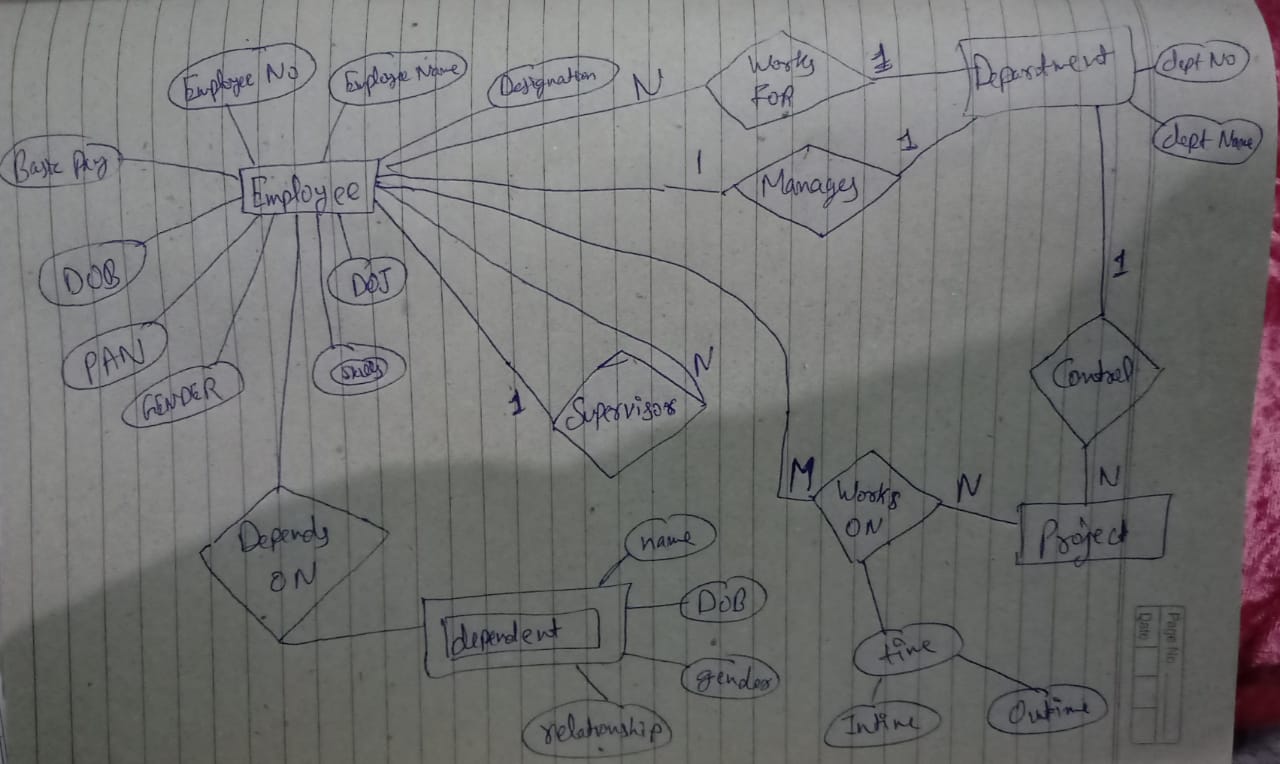 Employee No
Employee Name
Designation
N
Works
FOR
1
Department
dept NO
dept Name
Basic Pay
Employee
1
Manages
1
DOB
DOJ
PAN
GENDER
1
Supervisor
N
1
Control
N
Depends
ON
M
Works
ON
N
Project
name
dependent
DOB
gender
relationship
time
Intime
Outime
Page No.
Date